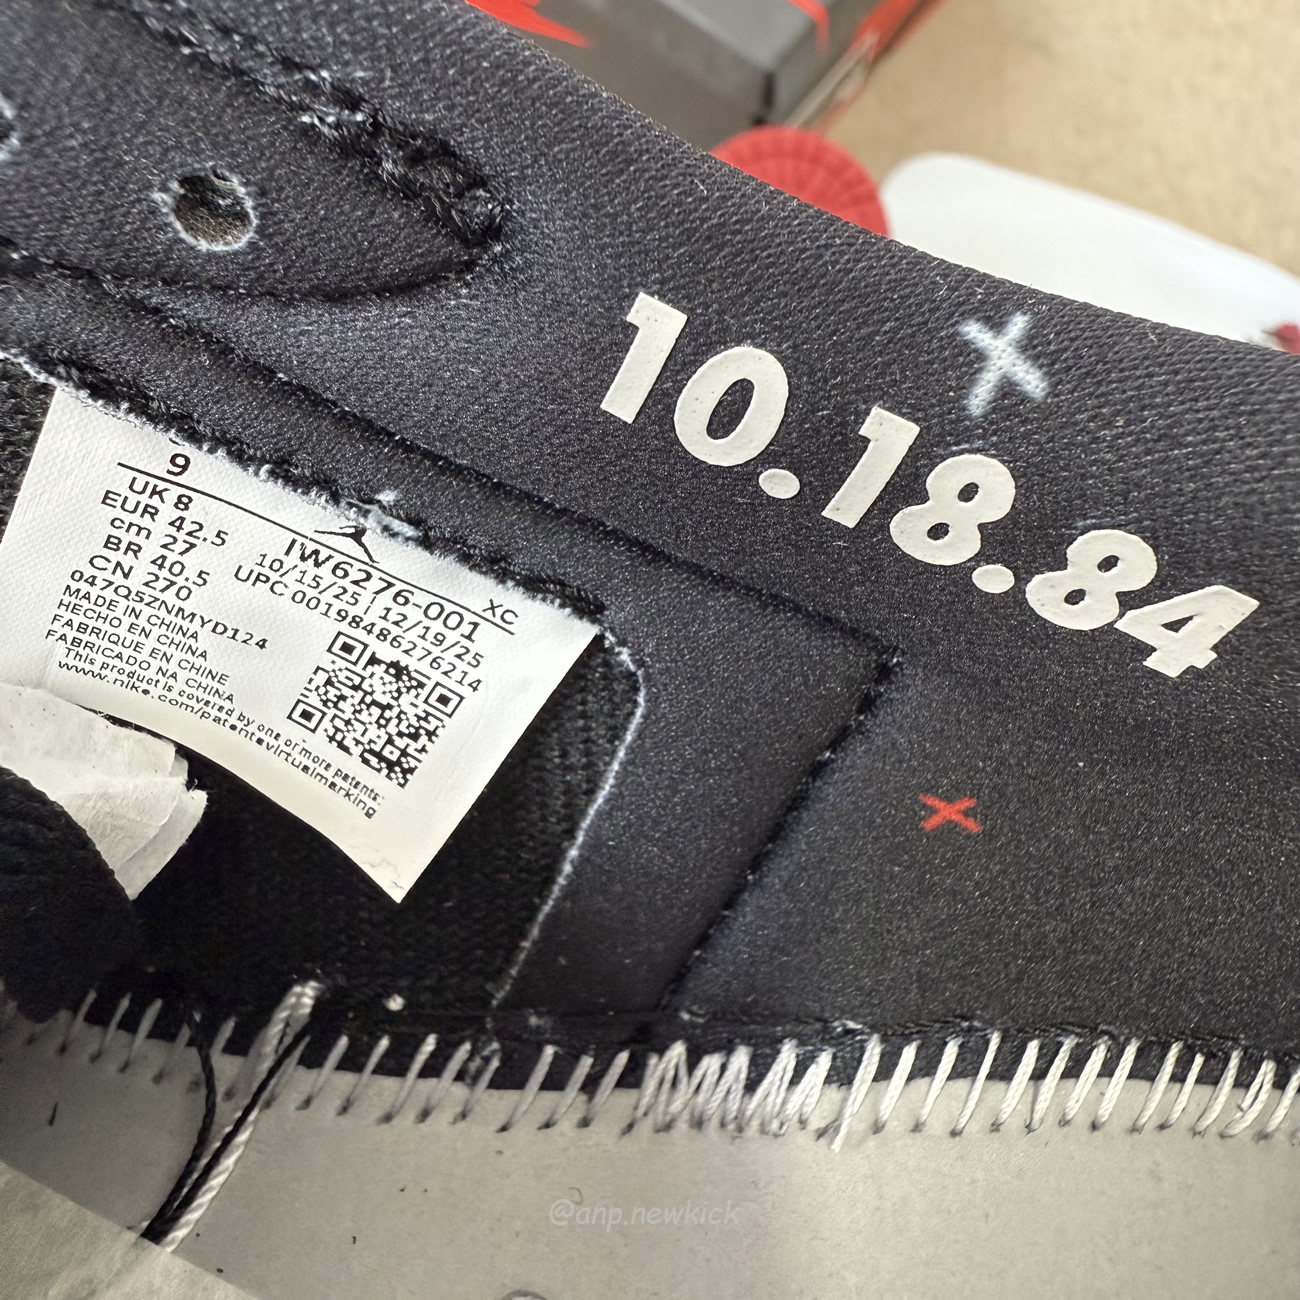 10.18.84
9
UK 8
EUR 42.5
cm 27
BR 40.5
CN 270
047Q5ZNMYD124
MADE IN CHINA
HECHO EN CHINA
FABRIQUE EN CHINE
FABRICADO NA CHINA
This product is covered by one or more patents:
www.nike.com/patentsvirtualmarking
IW6276-001 XC
10/15/25 | 12/19/25
UPC 00198486276214
@anp.newkick